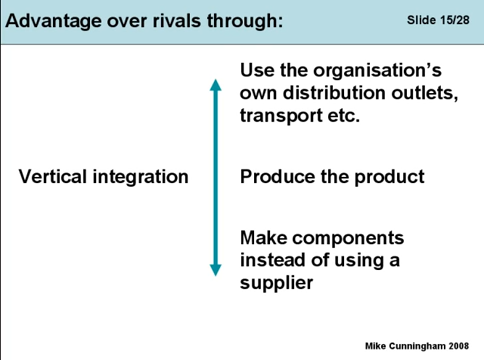 Advantage over rivals through:
Slide 15/28
Use the organisation's
own distribution outlets,
transport etc.
Vertical integration
Produce the product
Make components
instead of using a
supplier
Mike Cunningham 2008